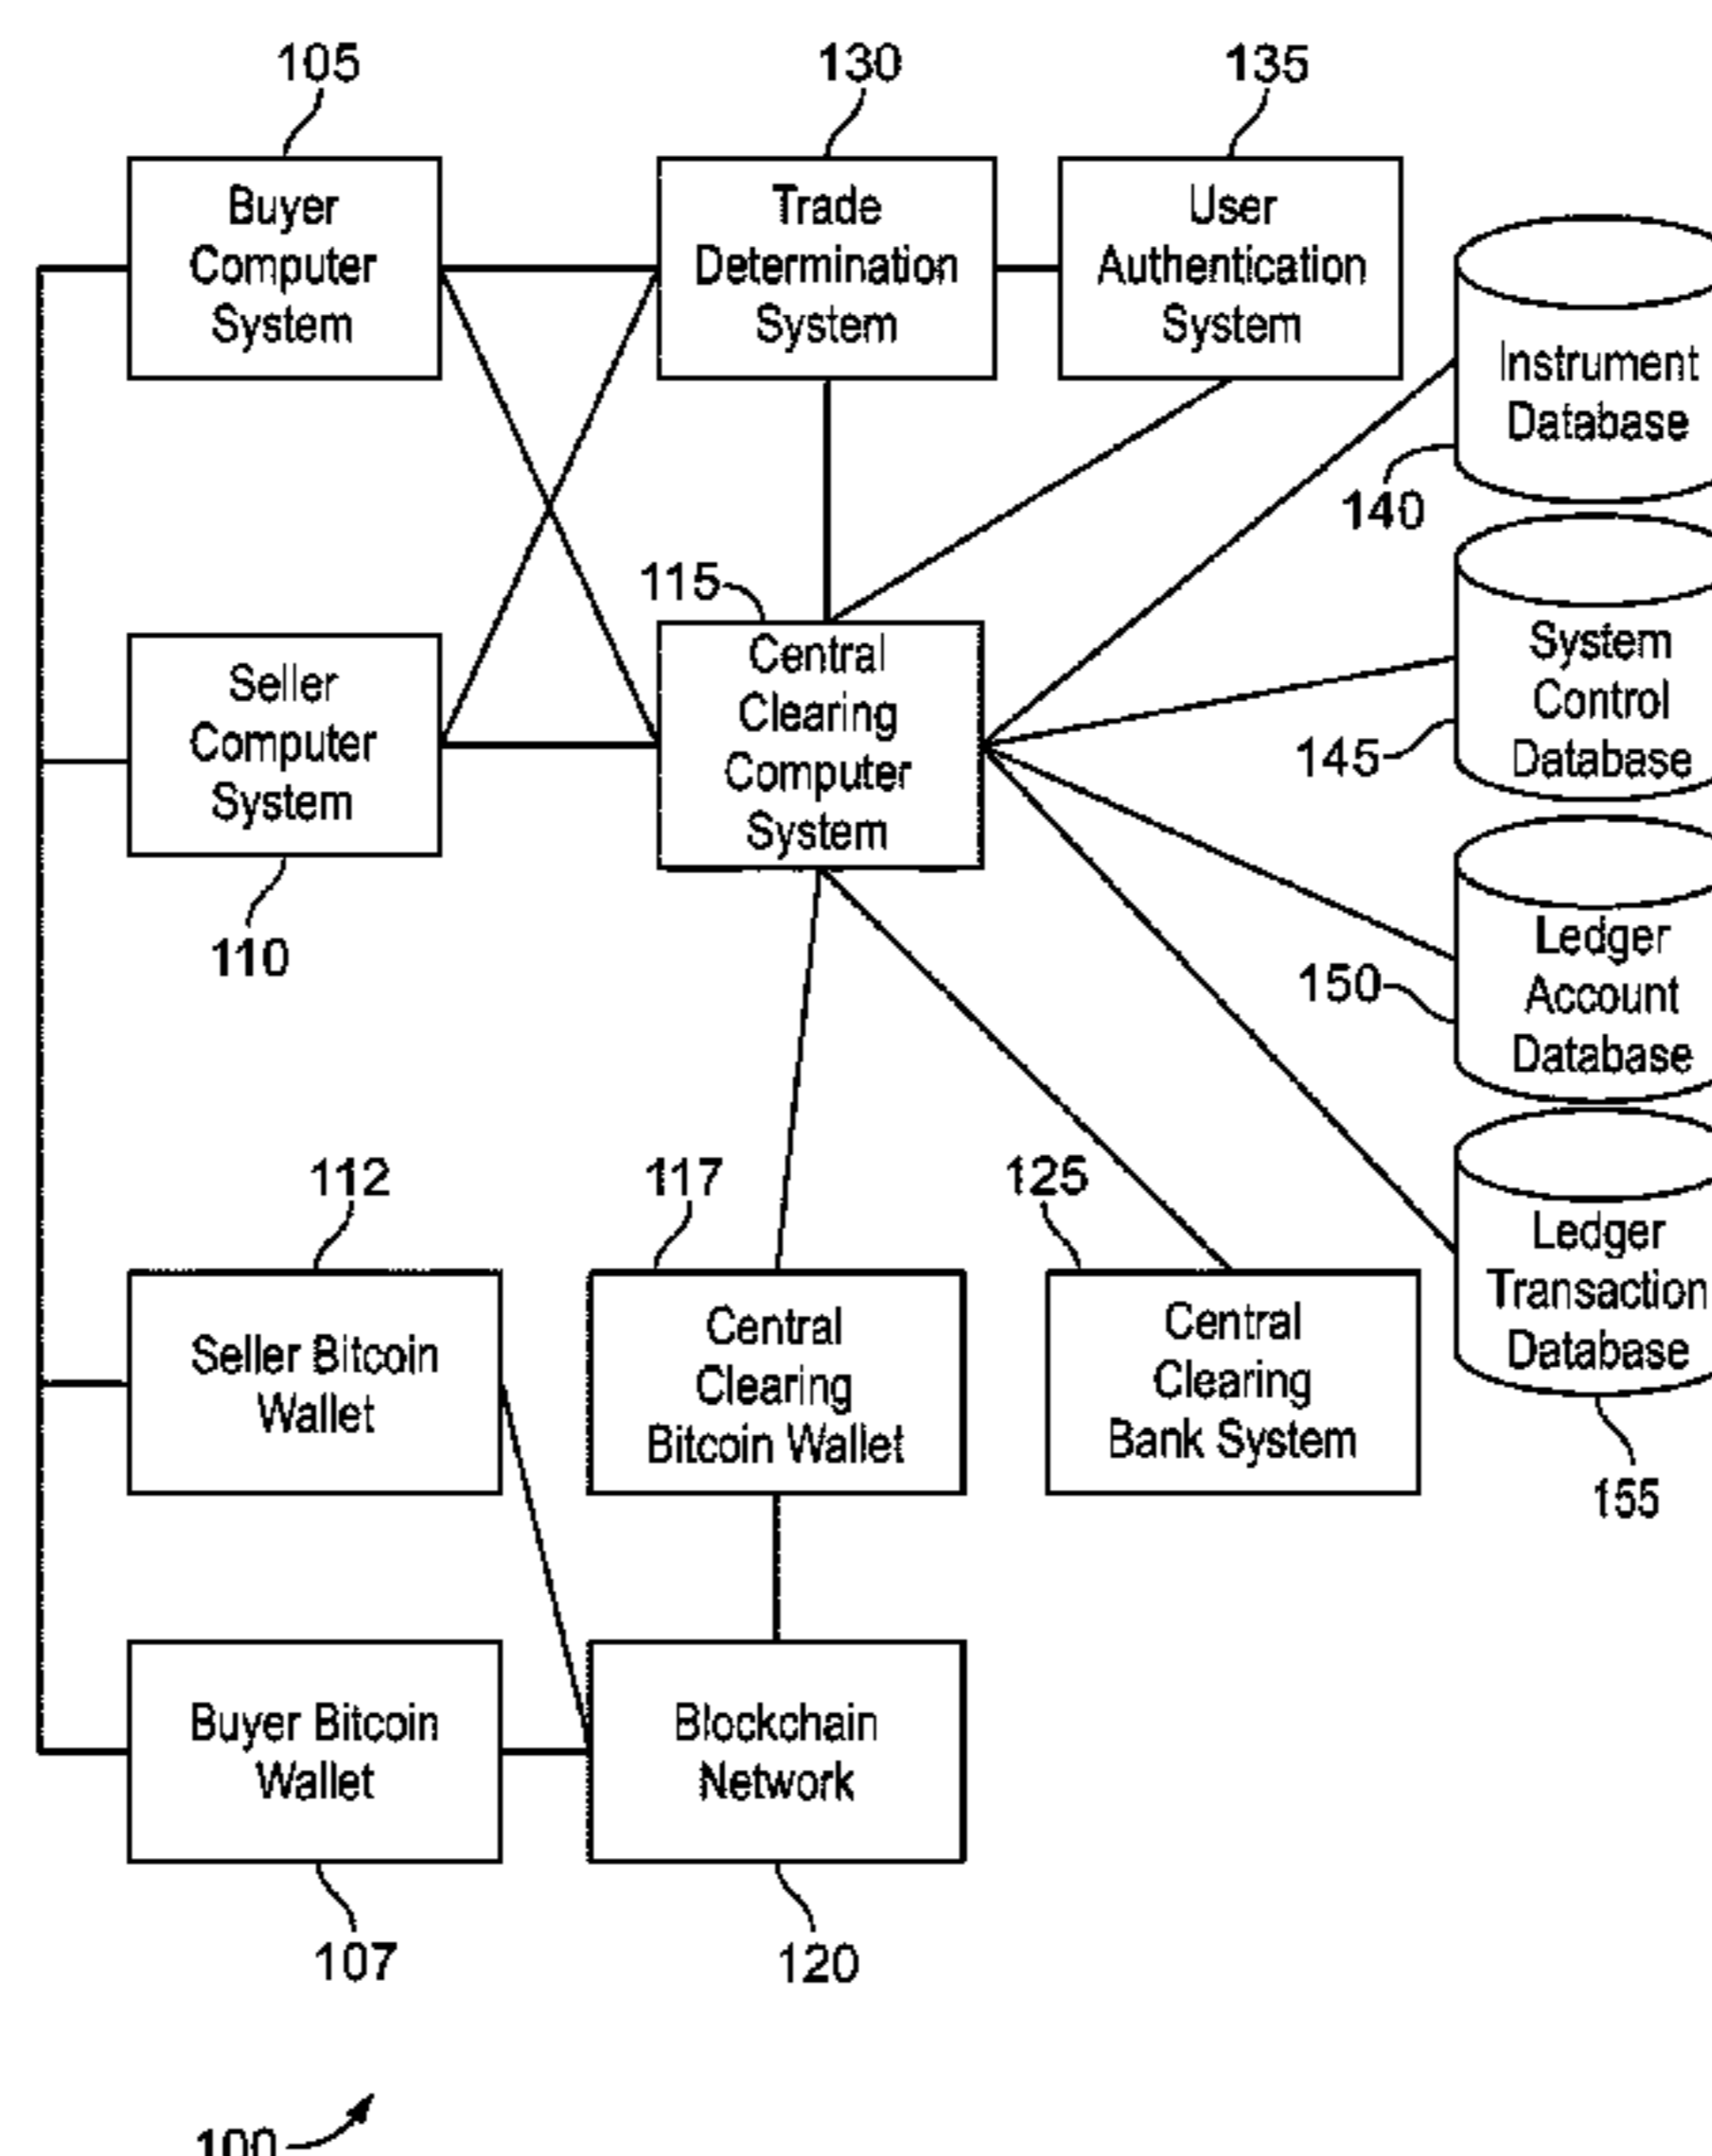 105
130
135
Buyer
Computer
System
Trade
Determination
System
User
Authentication
System
Instrument
Database
140
115
Seller
Computer
System
110
Central
Clearing
Computer
System
System
Control
Database
145
Ledger
Account
Database
150
112
117
125
Seller Bitcoin
Wallet
Central
Clearing
Bitcoin Wallet
Central
Clearing
Bank System
Ledger
Transaction
Database
155
Buyer Bitcoin
Wallet
Blockchain
Network
107
120
100